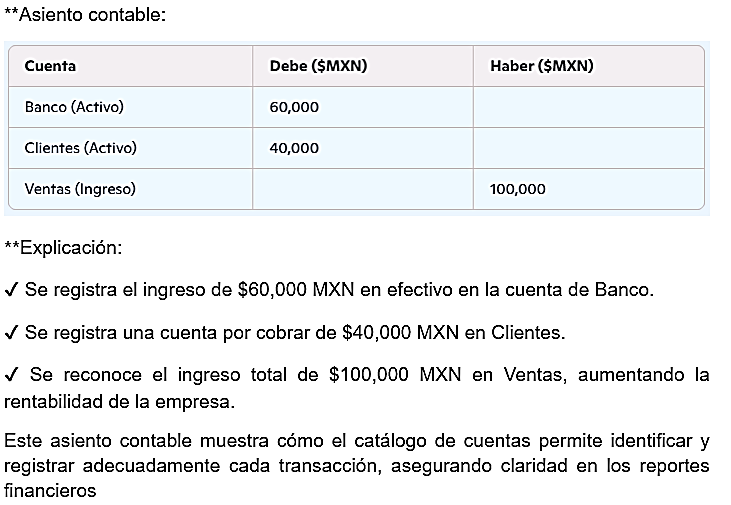 **Asiento contable:
Cuenta Debe ($MXN) Haber ($MXN)
Banco (Activo) 60,000
Clientes (Activo) 40,000
Ventas (Ingreso) 100,000
**Explicación:
✓ Se registra el ingreso de $60,000 MXN en efectivo en la cuenta de Banco.
✓ Se registra una cuenta por cobrar de $40,000 MXN en Clientes.
✓ Se reconoce el ingreso total de $100,000 MXN en Ventas, aumentando la
rentabilidad de la empresa.
Este asiento contable muestra cómo el catálogo de cuentas permite identificar y
registrar adecuadamente cada transacción, asegurando claridad en los reportes
financieros